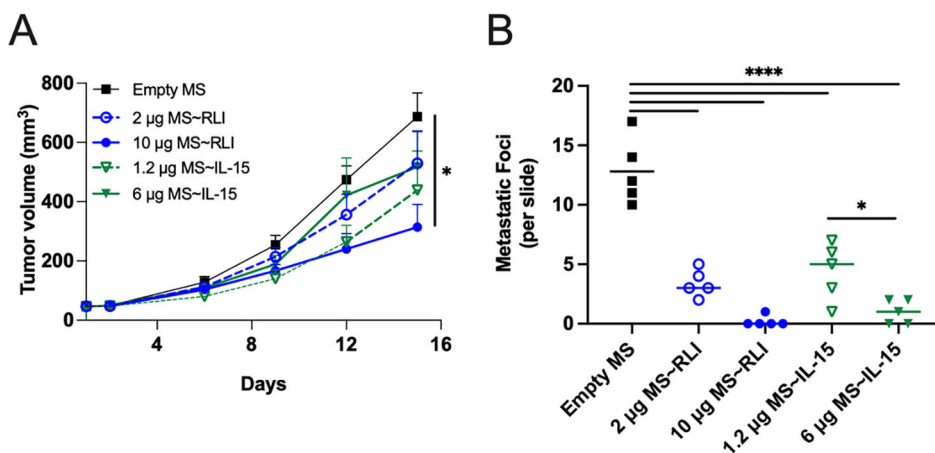 A
Tumor volume (mm³)
800
600
400
200
0
Empty MS
2 µg MS~RLI
10 µg MS~RLI
1.2 µg MS~IL-15
6 µg MS~IL-15
*
4
8
12
16
Days
B
Metastatic Foci
(per slide)
20
15
10
5
0
****
*
Empty MS
2 µg MS~RLI
10 µg MS~RLI
1.2 µg MS~IL-15
6 µg MS~IL-15